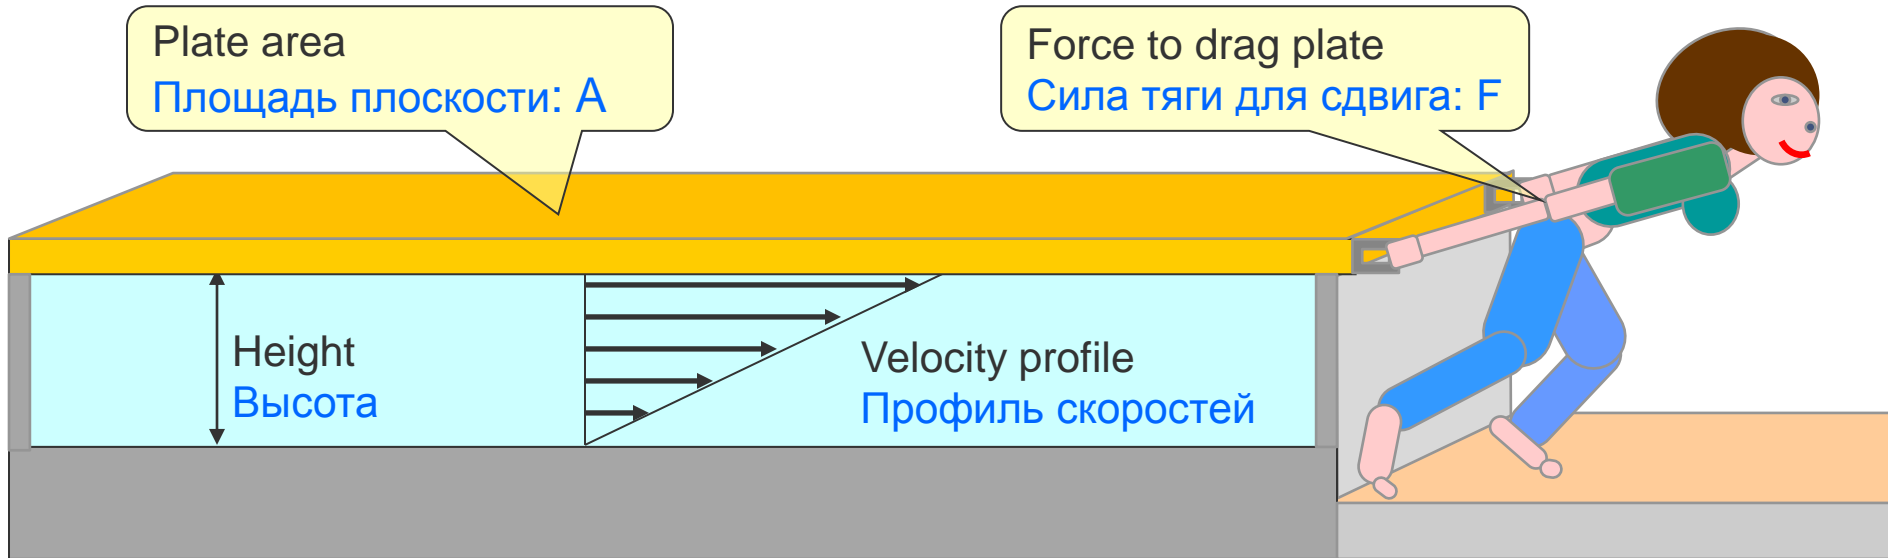 Plate area
Площадь плоскости: A
Force to drag plate
Сила тяги для сдвига: F
Height
Высота
Velocity profile
Профиль скоростей